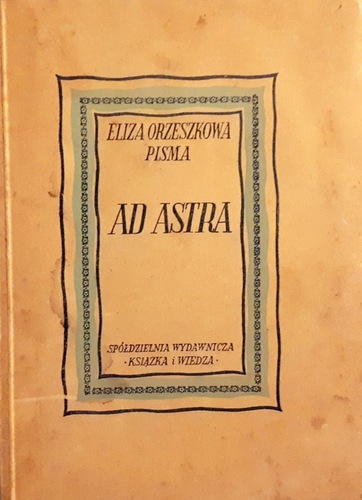 ELIZA ORZESZKOWA
PISMA
AD ASTRA
SPÓŁDZIELNIA WYDAWNICZA
· KSIĄŻKA i WIEDZA ·